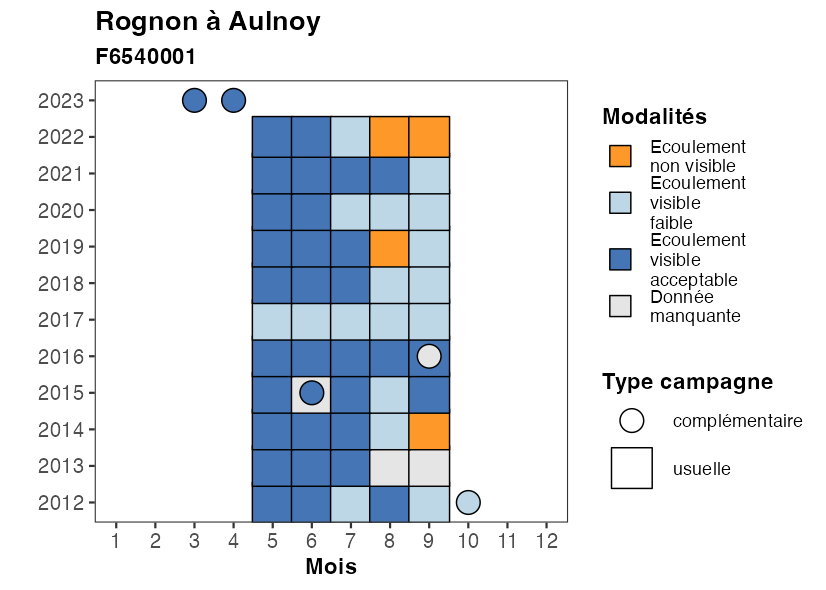 Rognon à Aulnoy
F6540001
2023
2022
2021
2020
2019
2018
2017
2016
2015
2014
2013
2012
1 2 3 4 5 6 7 8 9 10 11 12
Mois
Modalités
Ecoulement
non visible
Ecoulement
visible
faible
Ecoulement
visible
acceptable
Donnée
manquante
Type campagne
complémentaire
usuelle